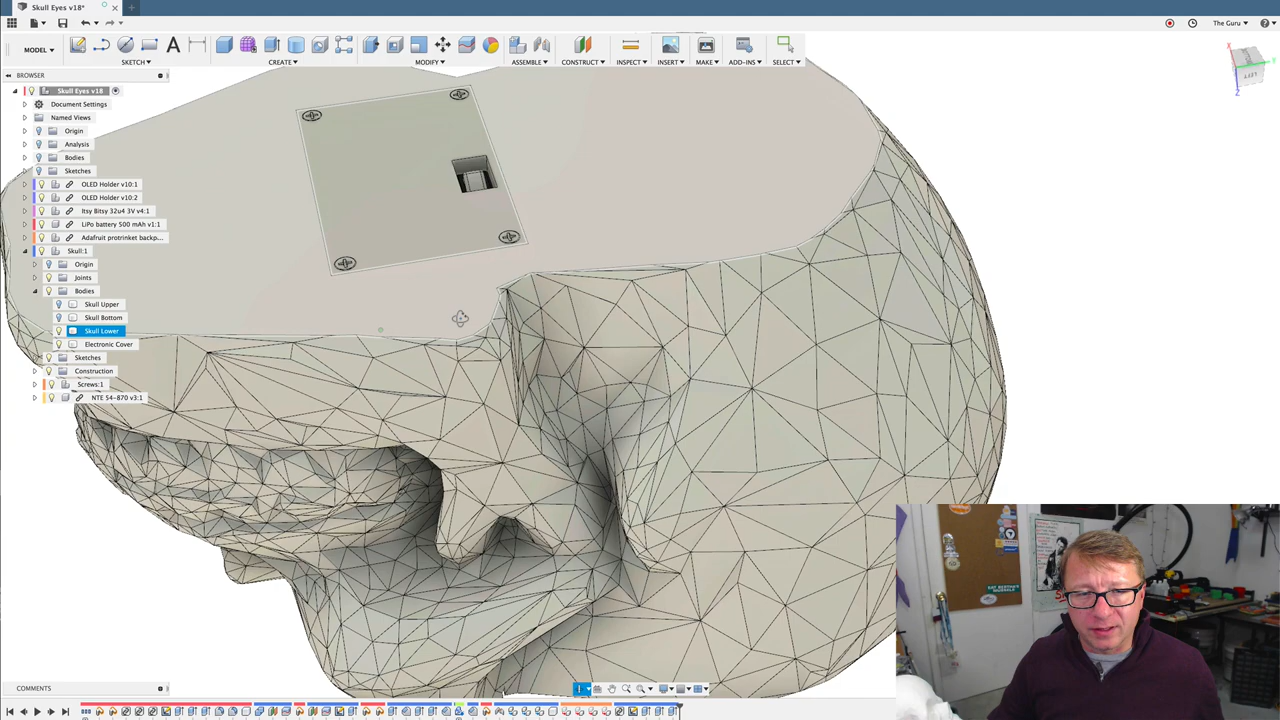 Skull Eyes v18*
The Guru
MODEL
SKETCH
CREATE
MODIFY
ASSEMBLE
CONSTRUCT
INSPECT
INSERT
MAKE
ADD-INS
SELECT
LEFT
X
Y
Z
BROWSER
Skull Eyes v18
Document Settings
Named Views
Origin
Analysis
Bodies
Sketches
OLED Holder v10:1
OLED Holder v10:2
Itsy Bitsy 32u4 3V v4:1
LiPo battery 500 mAh v1:1
Adafruit protrinket backp...
Skull:1
Origin
Joints
Bodies
Skull Upper
Skull Bottom
Skull Lower
Electronic Cover
Sketches
Construction
Screws:1
NTE 54-870 v3:1
COMMENTS